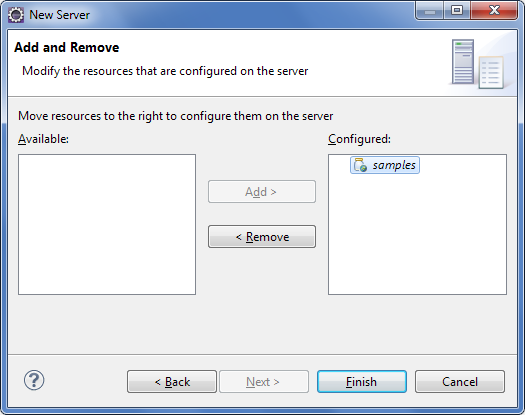 New Server
Add and Remove
Modify the resources that are configured on the server
Move resources to the right to configure them on the server
Available:
Configured:
samples
Add >
< Remove
?
< Back
Next >
Finish
Cancel